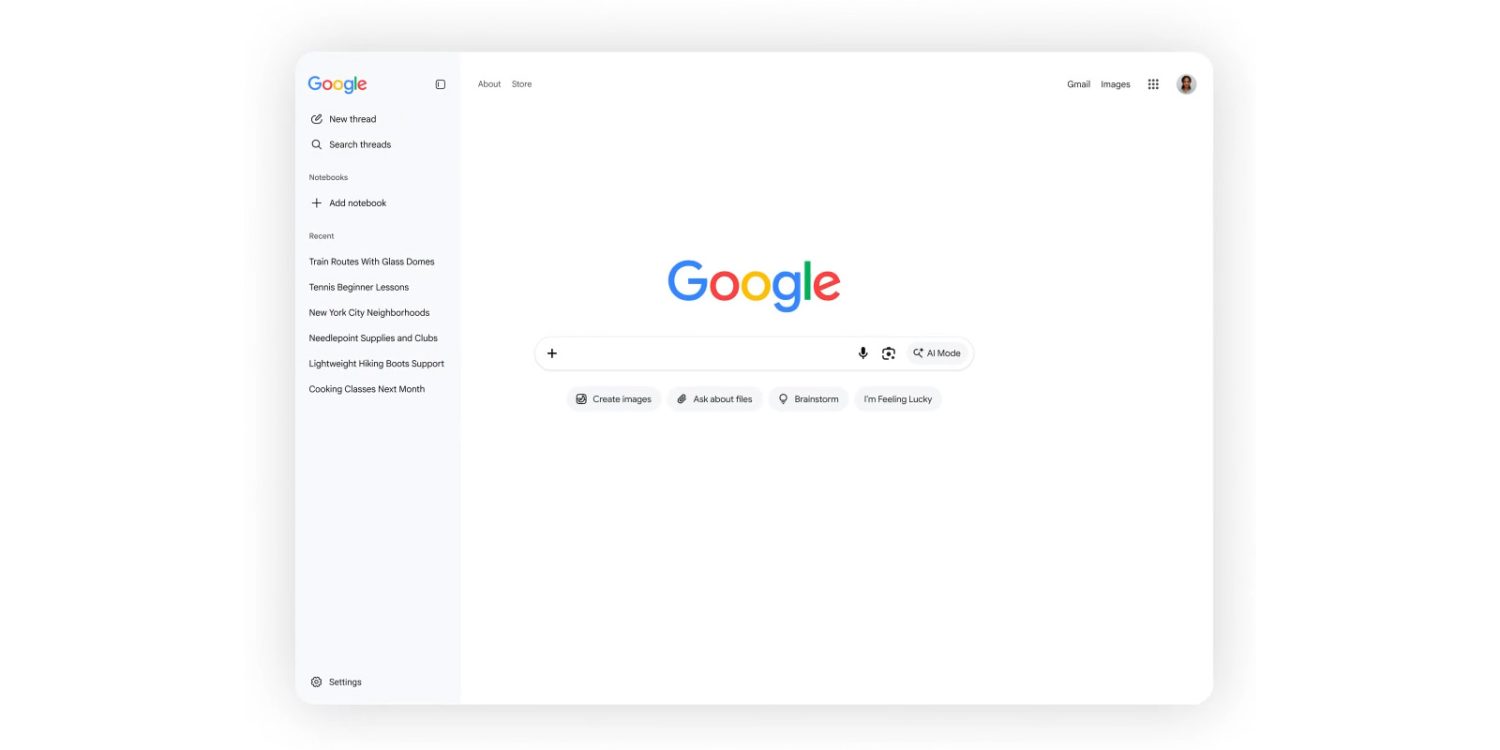 Google
New thread
Search threads
Notebooks
Add notebook
Recent
Train Routes With Glass Domes
Tennis Beginner Lessons
New York City Neighborhoods
Needlepoint Supplies and Clubs
Lightweight Hiking Boots Support
Cooking Classes Next Month
Settings
About Store
Gmail Images
Google
AI Mode
Create images Ask about files Brainstorm I'm Feeling Lucky